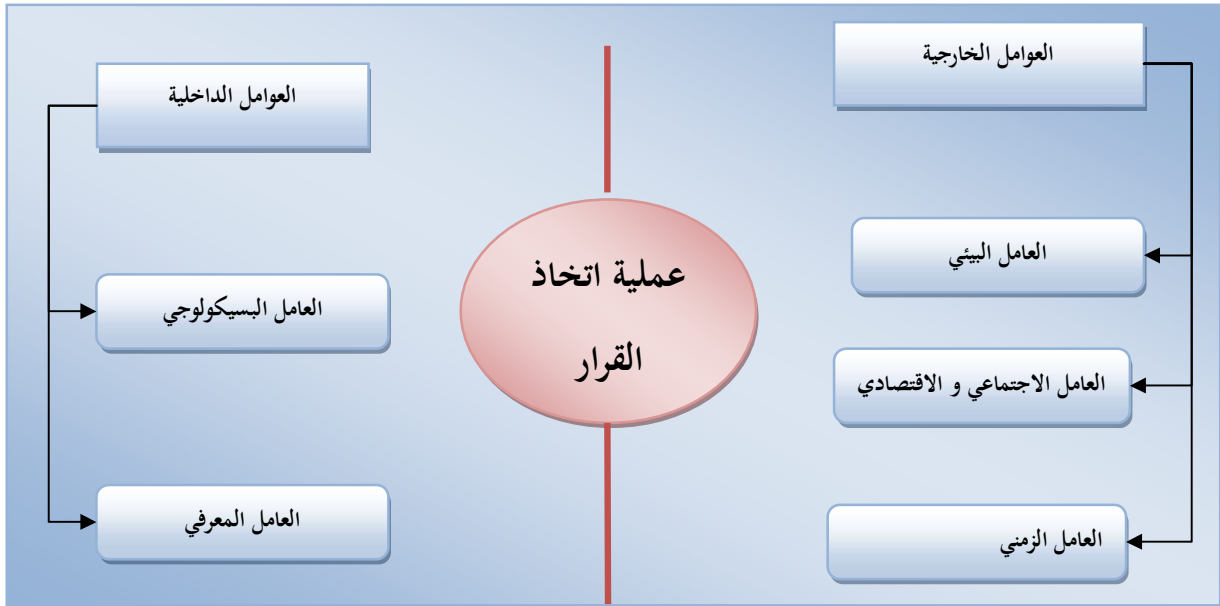 العوامل الخارجية
العامل البيئي
العامل الاجتماعي و الاقتصادي
العامل الزمني
عملية اتخاذ
القرار
العوامل الداخلية
العامل البسيكولوجي
العامل المعرفي